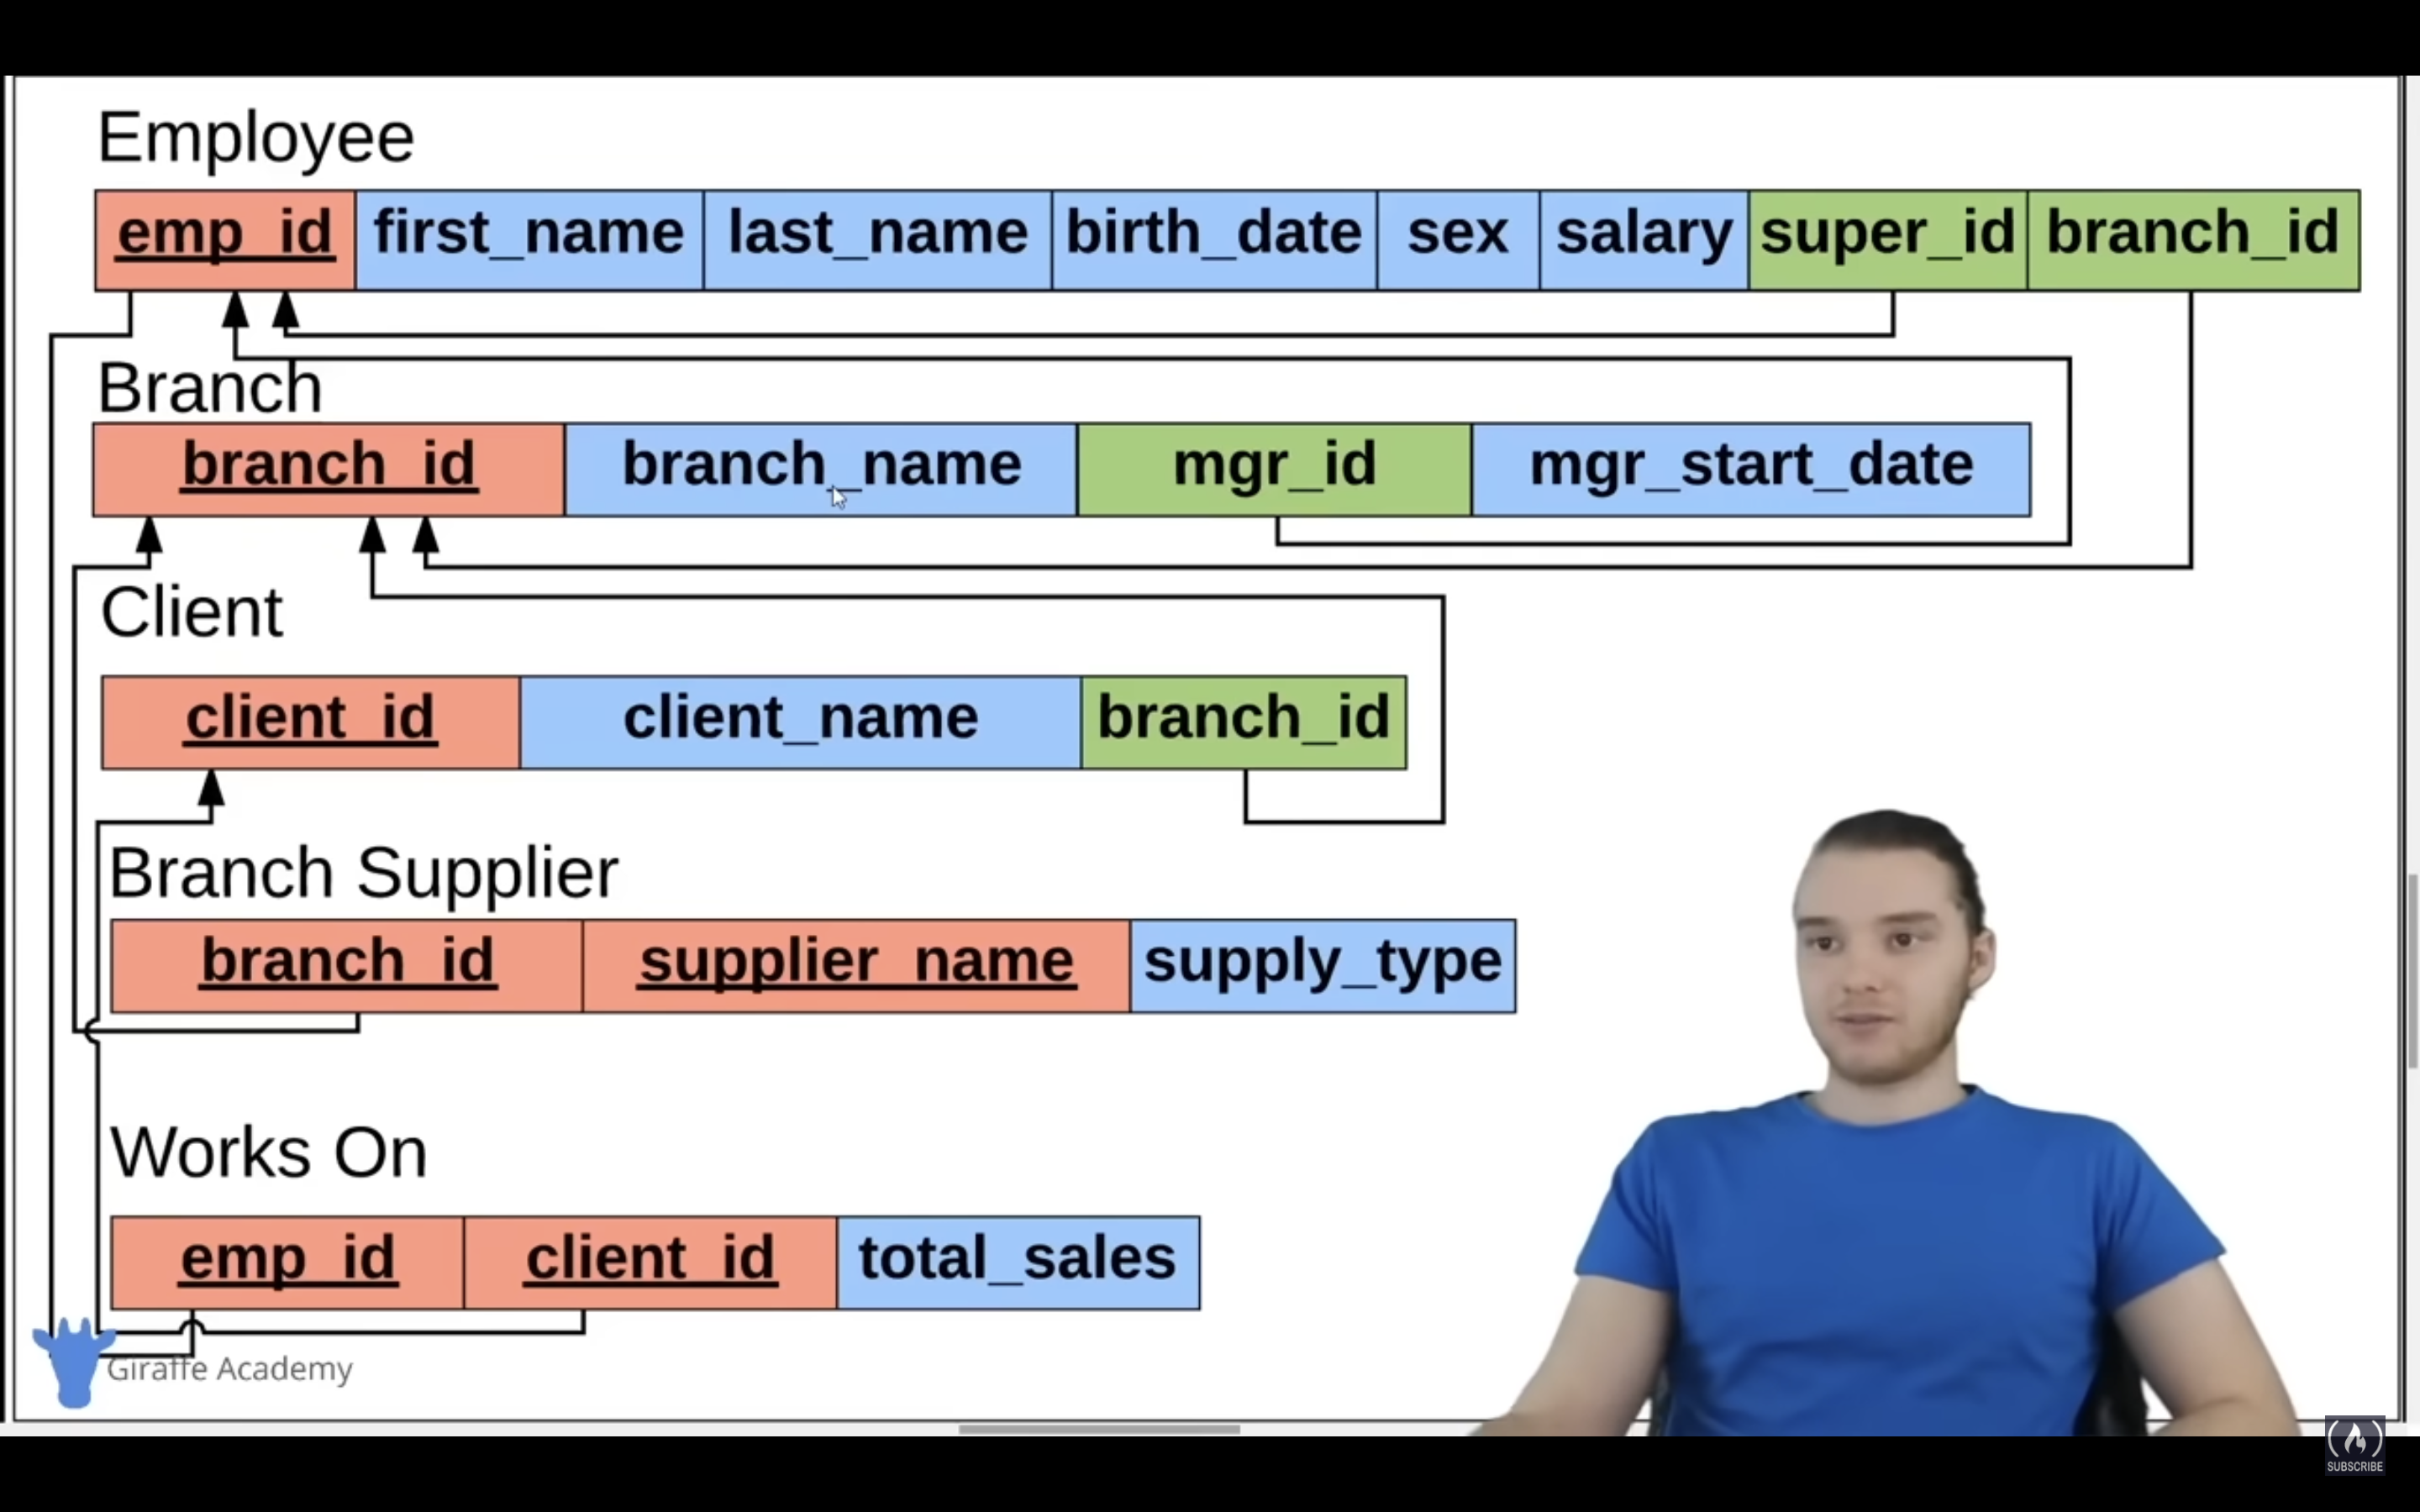 Employee
emp_id first_name last_name birth_date sex salary super_id branch_id
Branch
branch_id branch_name mgr_id mgr_start_date
Client
client_id client_name branch_id
Branch Supplier
branch_id supplier_name supply_type
Works On
emp_id client_id total_sales
Giraffe Academy
SUBSCRIBE